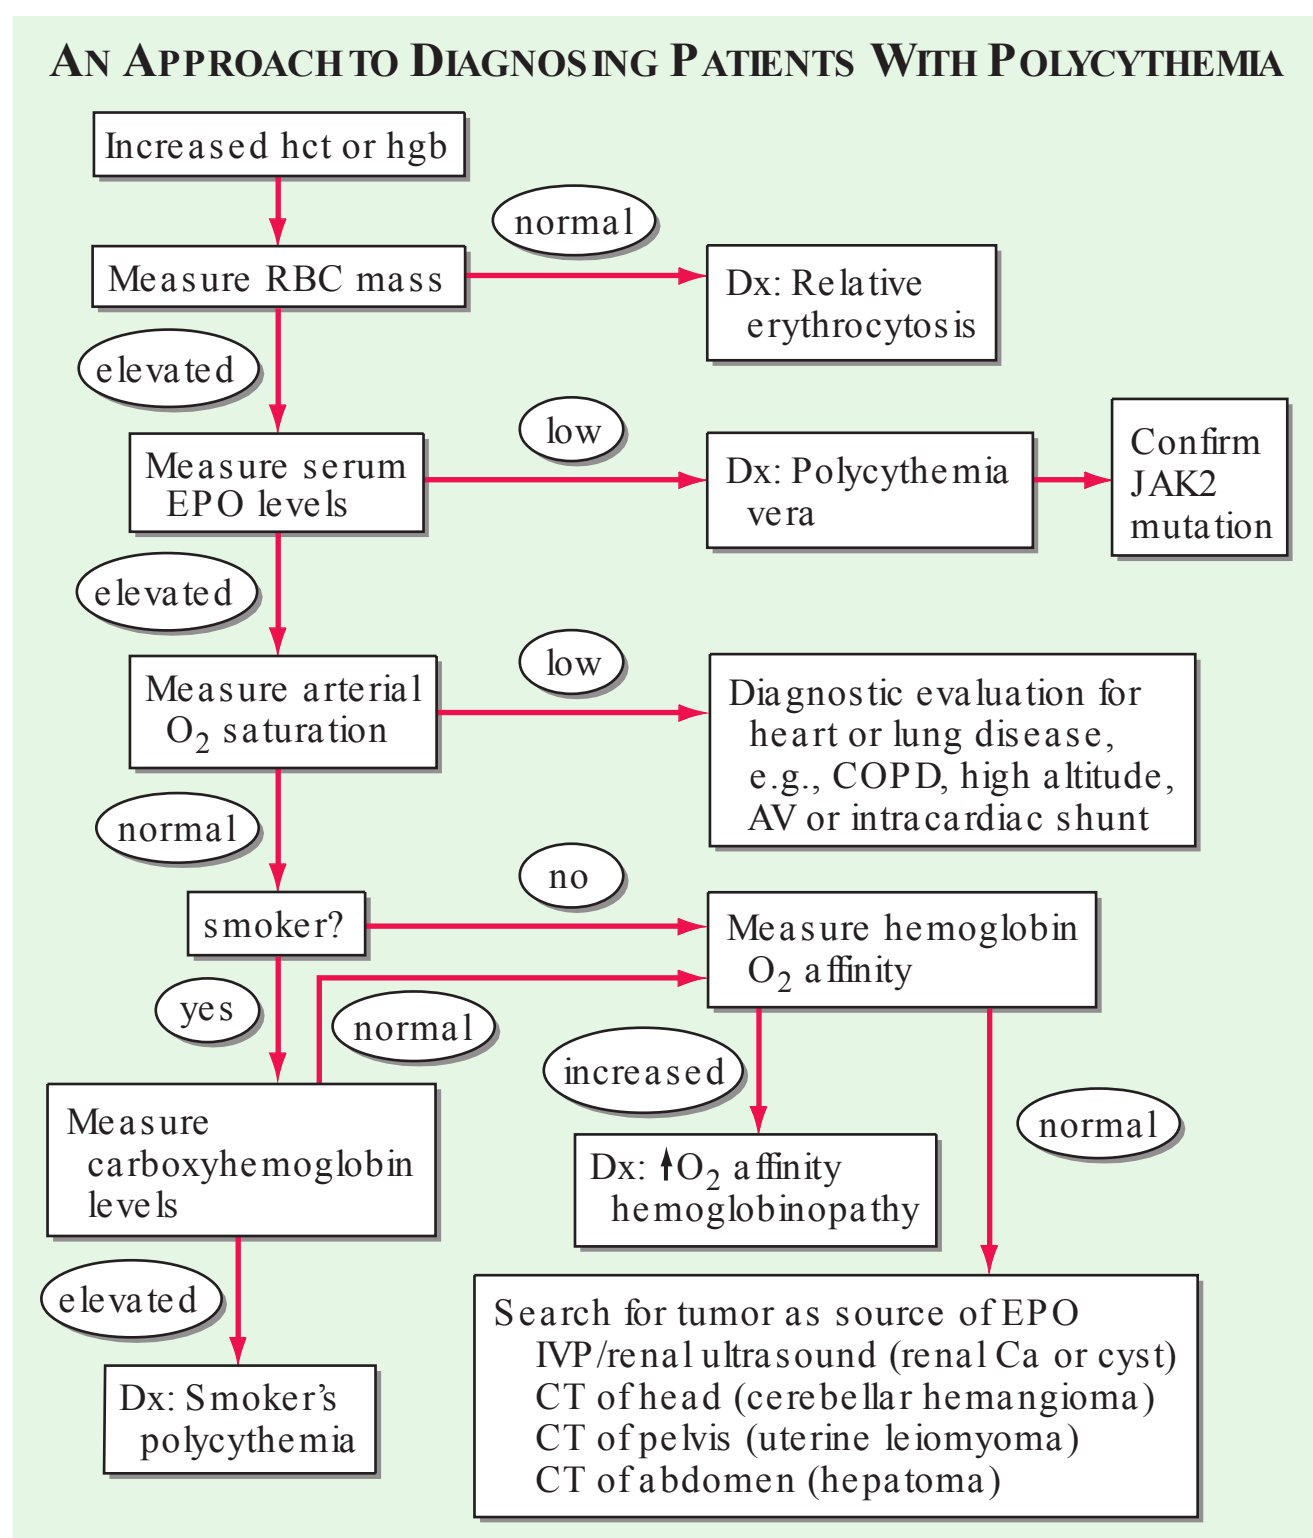 AN APPROACH TO DIAGNOSING PATIENTS WITH POLYCYTHEMIA
Increased hct or hgb
normal
Measure RBC mass
Dx: Relative
erythrocytosis
elevated
low
Measure serum
EPO levels
Dx: Polycythemia
vera
Confirm
JAK2
mutation
elevated
low
Measure arterial
O2 saturation
Diagnostic evaluation for
heart or lung disease,
e.g., COPD, high altitude,
AV or intracardiac shunt
normal
no
smoker?
Measure hemoglobin
O2 affinity
yes
normal
increased
normal
Measure
carboxyhemoglobin
levels
Dx: ↑O2 affinity
hemoglobinopathy
elevated
Search for tumor as source of EPO
IVP/renal ultrasound (renal Ca or cyst)
CT of head (cerebellar hemangioma)
CT of pelvis (uterine leiomyoma)
CT of abdomen (hepatoma)
Dx: Smoker's
polycythemia